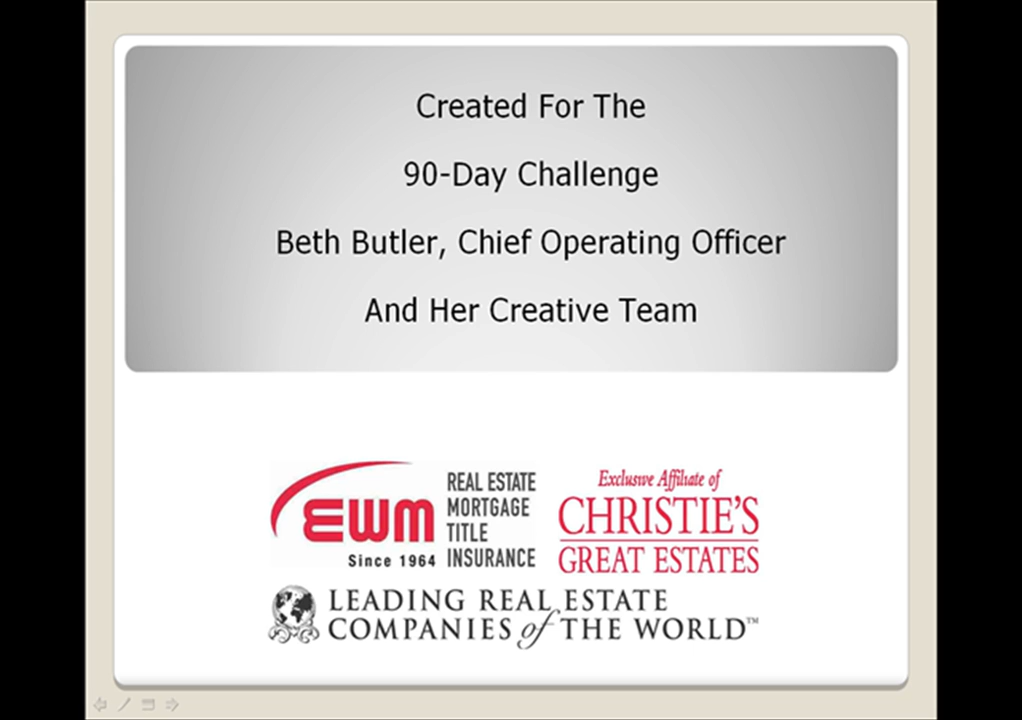 Created For The
90-Day Challenge
Beth Butler, Chief Operating Officer
And Her Creative Team
EWM
Since 1964
REAL ESTATE
MORTGAGE
TITLE
INSURANCE
Exclusive Affiliate of
CHRISTIE'S
GREAT ESTATES
LEADING REAL ESTATE
COMPANIES of THE WORLD™